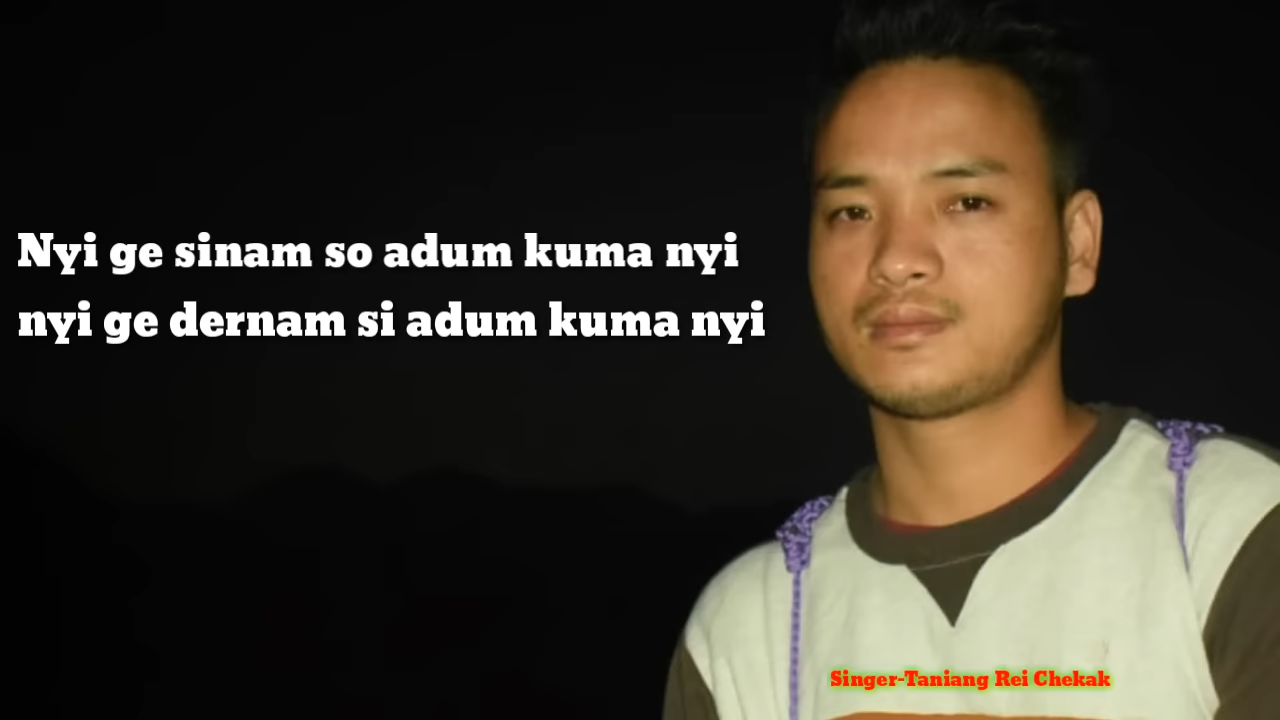 Nyi ge sinam so adum kuma nyi
nyi ge dernam si adum kuma nyi
Singer-Taniang Rei Chekak